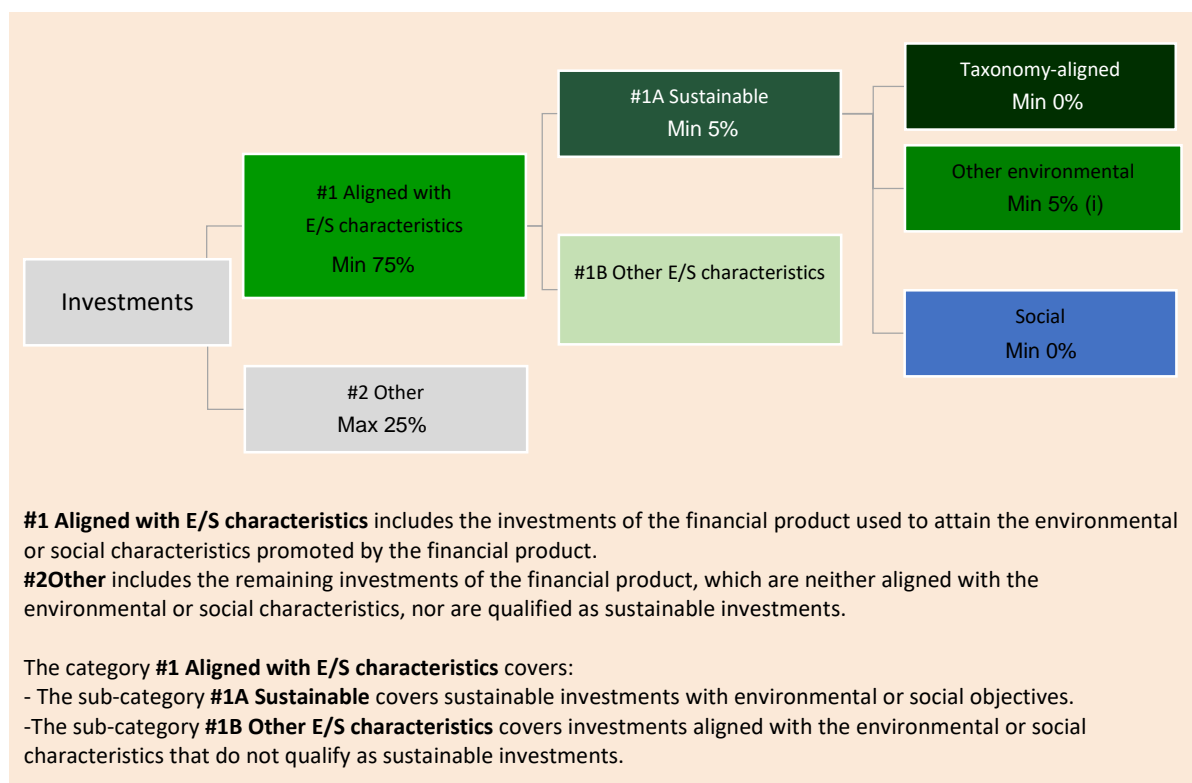 Taxonomy-aligned
Min 0%
#1A Sustainable
Min 5%
Other environmental
Min 5% (i)
#1 Aligned with
E/S characteristics
Min 75%
#1B Other E/S characteristics
Investments
Social
Min 0%
#2 Other
Max 25%
#1 Aligned with E/S characteristics includes the investments of the financial product used to attain the environmental
or social characteristics promoted by the financial product.
#2Other includes the remaining investments of the financial product, which are neither aligned with the
environmental or social characteristics, nor are qualified as sustainable investments.
The category #1 Aligned with E/S characteristics covers:
- The sub-category #1A Sustainable covers sustainable investments with environmental or social objectives.
-The sub-category #1B Other E/S characteristics covers investments aligned with the environmental or social
characteristics that do not qualify as sustainable investments.